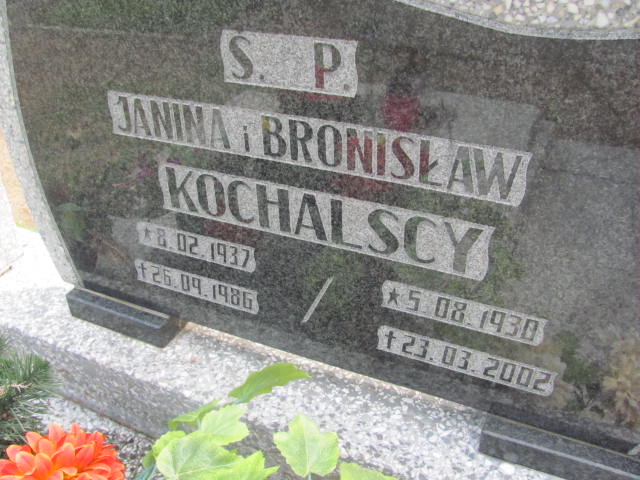 S. P.
JANINA i BRONISŁAW
KOCHALSCY
★8.02.1937
✝26.09.1986
/
★5.08.1930
✝23.03.2002